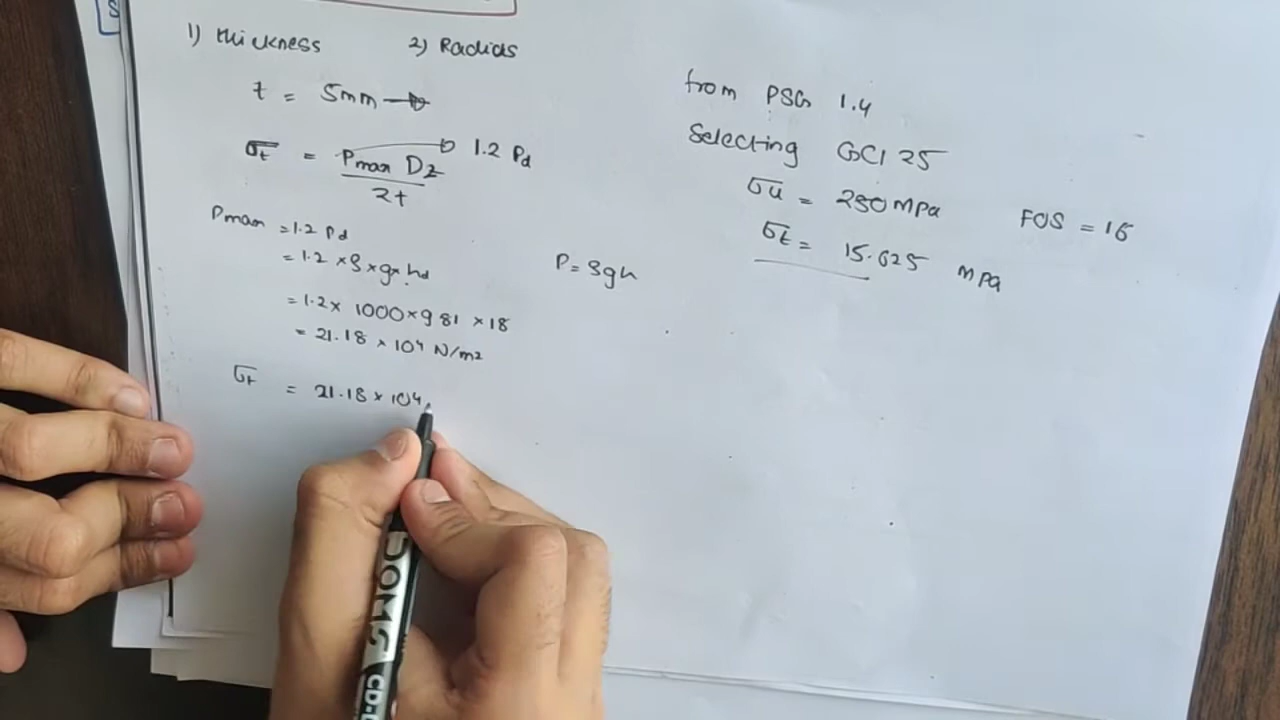 1) thickness 2) Radius
t = 5mm →
σt = Pmax D2 / 2t → 1.2 Pd
Pmax = 1.2 Pd
= 1.2 × ρ × g × hd
= 1.2 × 1000 × 9 81 × 18
= 21.18 × 10⁴ N/m²
σt = 21.18 × 10⁴
P = ρgh
from PSG 1.4
Selecting GCI 25
σu = 250 MPa FOS = 16
σt = 15.625 mpa
DOMS CD-